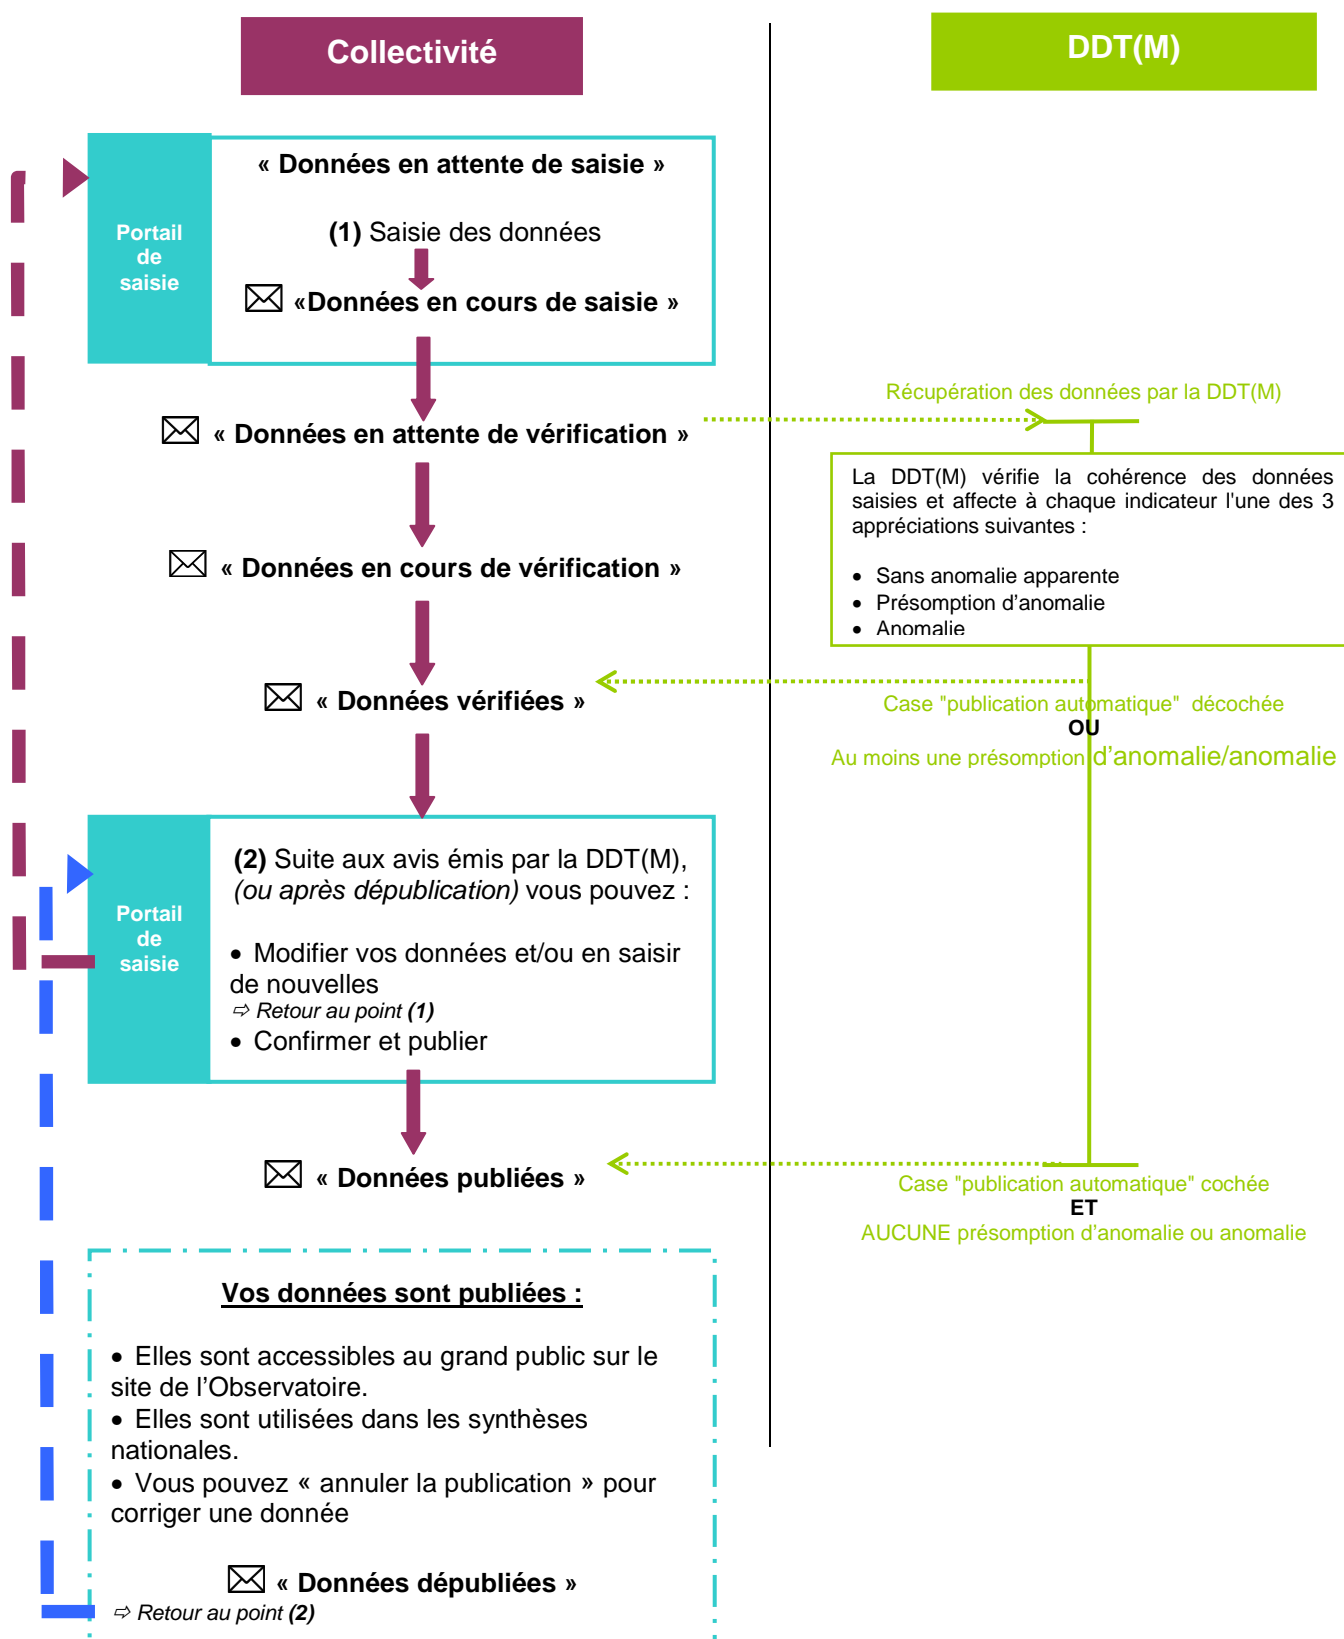 Collectivité
DDT(M)
Portail
de
saisie
« Données en attente de saisie »
(1) Saisie des données
«Données en cours de saisie »
« Données en attente de vérification »
Récupération des données par la DDT(M)
La DDT(M) vérifie la cohérence des données
saisies et affecte à chaque indicateur l'une des 3
appréciations suivantes :
• Sans anomalie apparente
• Présomption d’anomalie
• Anomalie
« Données en cours de vérification »
« Données vérifiées »
Case "publication automatique" décochée
OU
Au moins une présomption d’anomalie/anomalie
Portail
de
saisie
(2) Suite aux avis émis par la DDT(M),
(ou après dépublication) vous pouvez :
• Modifier vos données et/ou en saisir
de nouvelles
⇨ Retour au point (1)
• Confirmer et publier
« Données publiées »
Case "publication automatique" cochée
ET
AUCUNE présomption d’anomalie ou anomalie
Vos données sont publiées :
• Elles sont accessibles au grand public sur le
site de l’Observatoire.
• Elles sont utilisées dans les synthèses
nationales.
• Vous pouvez « annuler la publication » pour
corriger une donnée
« Données dépubliées »
⇨ Retour au point (2)